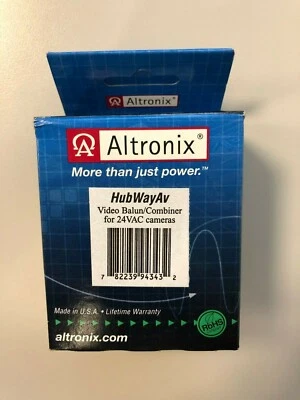 Altronix®
Altronix®
More than just power.™
HubWayAv
Video Balun/Combiner
for 24VAC cameras
7 82239 94343 2
Made in U.S.A. • Lifetime Warranty
RoHS
altronix.com